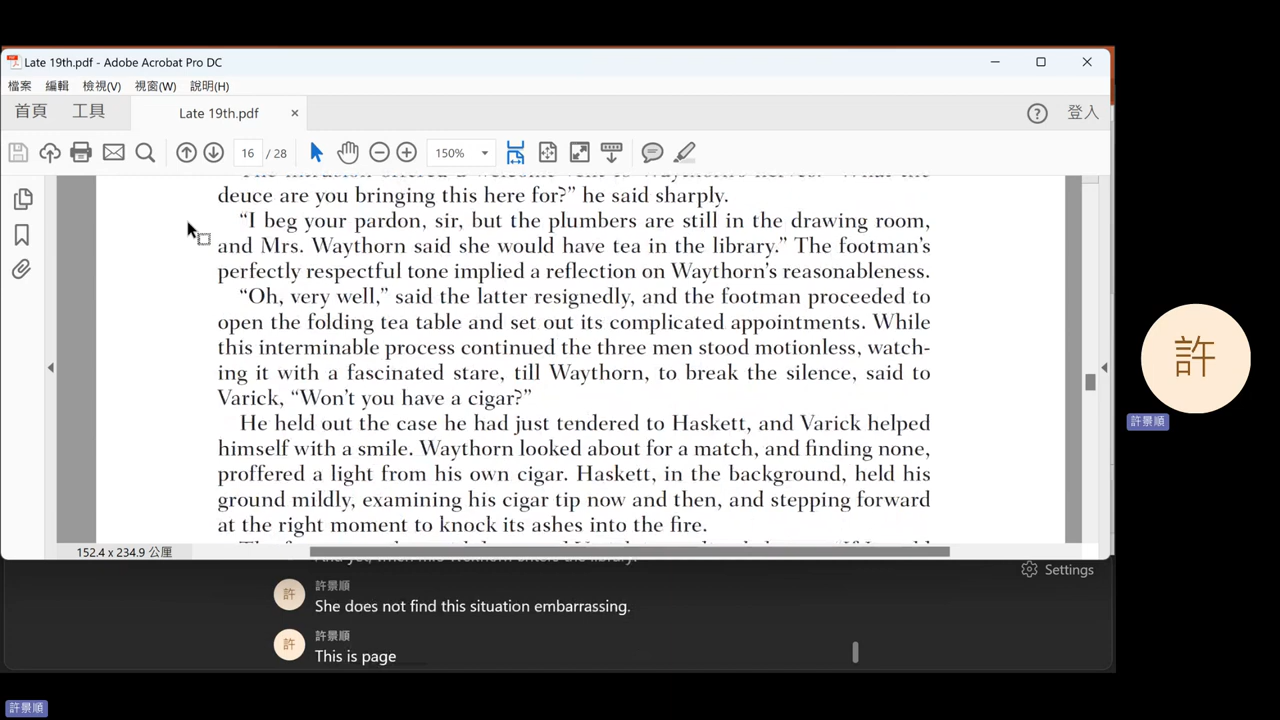 Late 19th.pdf - Adobe Acrobat Pro DC
檔案 編輯 檢視(V) 視窗(W) 說明(H)
首頁 工具 Late 19th.pdf × ? 登入
16 / 28 150%
deuce are you bringing this here for?” he said sharply.
“I beg your pardon, sir, but the plumbers are still in the drawing room,
and Mrs. Waythorn said she would have tea in the library.” The footman’s
perfectly respectful tone implied a reflection on Waythorn’s reasonableness.
“Oh, very well,” said the latter resignedly, and the footman proceeded to
open the folding tea table and set out its complicated appointments. While
this interminable process continued the three men stood motionless, watch-
ing it with a fascinated stare, till Waythorn, to break the silence, said to
Varick, “Won’t you have a cigar?”
He held out the case he had just tendered to Haskett, and Varick helped
himself with a smile. Waythorn looked about for a match, and finding none,
proffered a light from his own cigar. Haskett, in the background, held his
ground mildly, examining his cigar tip now and then, and stepping forward
at the right moment to knock its ashes into the fire.
152.4 x 234.9 公厘
Settings
許
許景順
She does not find this situation embarrassing.
許
許景順
This is page
許
許景順
許景順